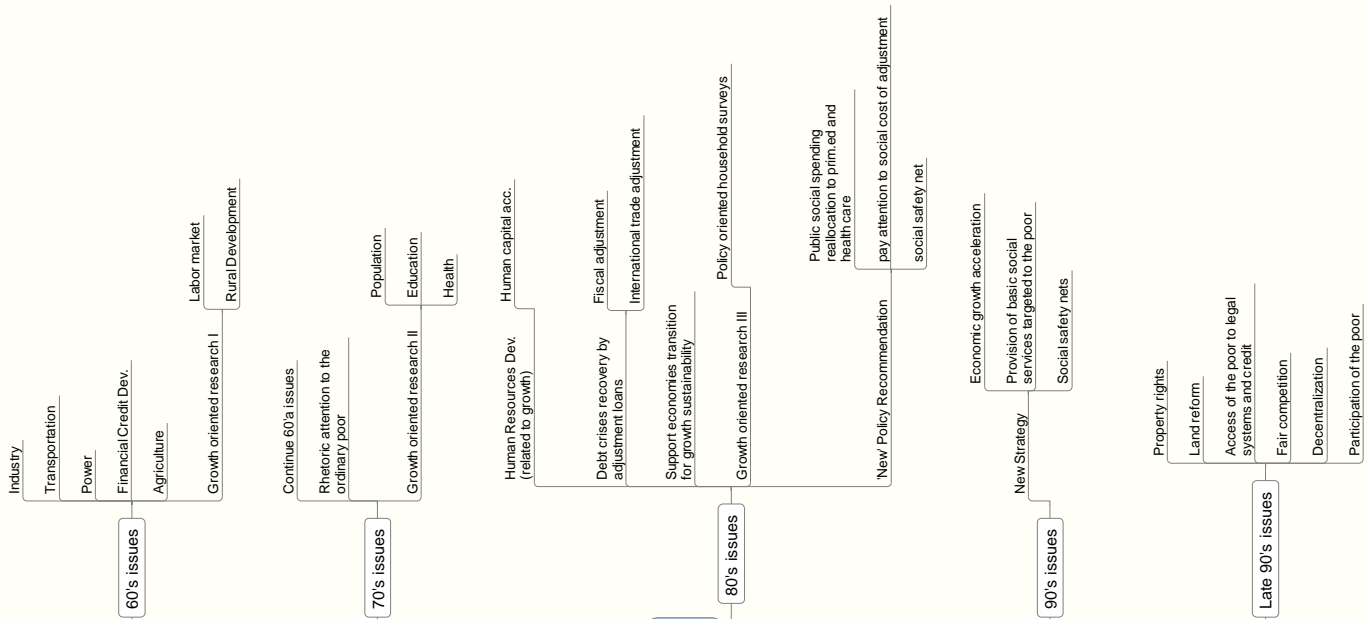 60's issues
Industry
Transportation
Power
Financial Credit Dev.
Agriculture
Growth oriented research I
Labor market
Rural Development
70's issues
Continue 60'a issues
Rhetoric attention to the
ordinary poor
Growth oriented research II
Population
Education
Health
80's issues
Human Resources Dev.
(related to growth)
Human capital acc.
Debt crises recovery by
adjustment loans
Fiscal adjustment
International trade adjustment
Support economies transition
for growth sustainability
Growth oriented research III
Policy oriented household surveys
'New' Policy Recommendation
Public social spending
reallocation to prim.ed and
health care
pay attention to social cost of adjustment
social safety net
90's issues
New Strategy
Economic growth acceleration
Provision of basic social
services targeted to the poor
Social safety nets
Late 90's issues
Property rights
Land reform
Access of the poor to legal
systems and credit
Fair competition
Decentralization
Participation of the poor